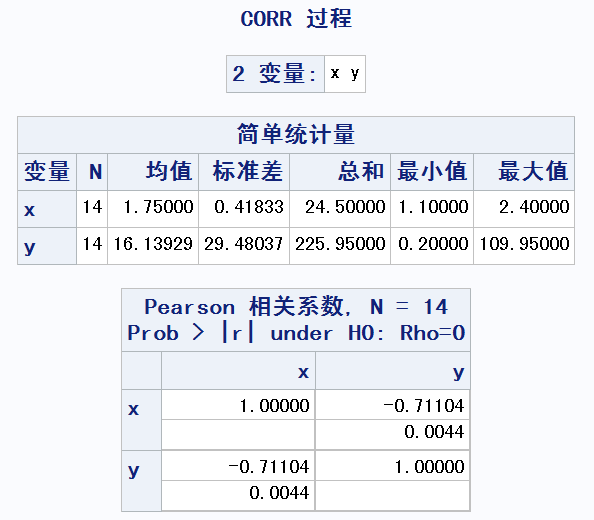 CORR 过程
2 变量: x y
简单统计量
变量 N 均值 标准差 总和 最小值 最大值
x 14 1.75000 0.41833 24.50000 1.10000 2.40000
y 14 16.13929 29.48037 225.95000 0.20000 109.95000
Pearson 相关系数, N = 14
Prob > |r| under H0: Rho=0
x y
x 1.00000 -0.71104
0.0044
y -0.71104 1.00000
0.0044